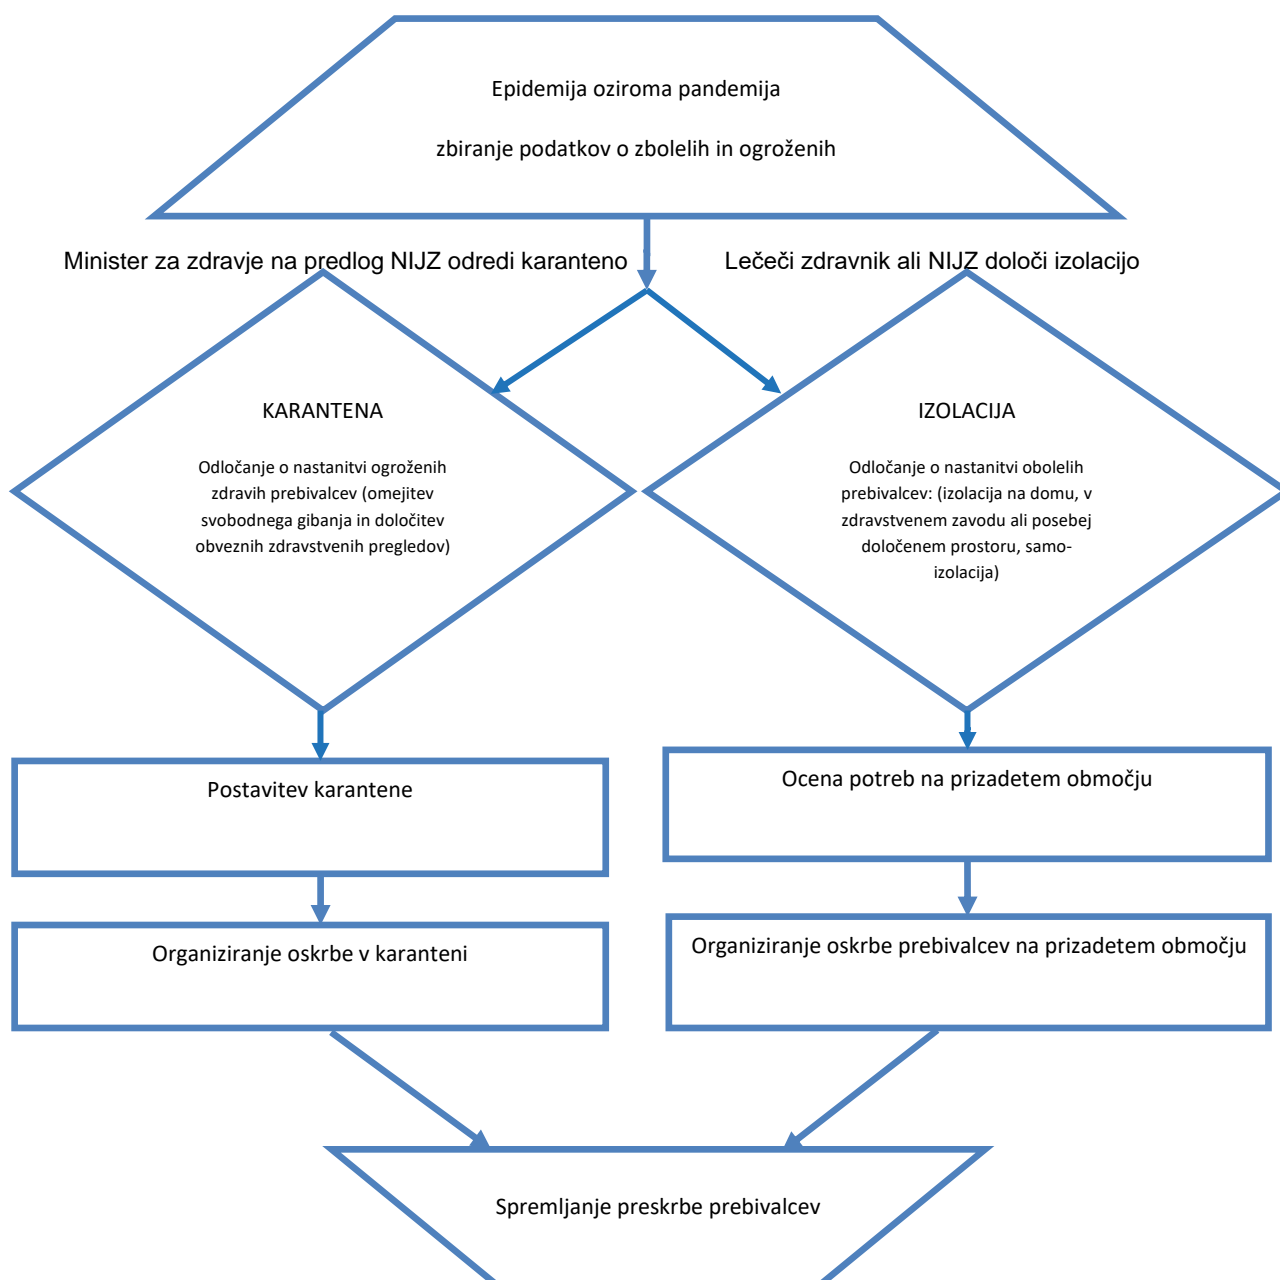 Epidemija oziroma pandemija
zbiranje podatkov o zbolelih in ogroženih
Minister za zdravje na predlog NIJZ odredi karanteno
Lečeči zdravnik ali NIJZ določi izolacijo
KARANTENA
Odločanje o nastanitvi ogroženih
zdravih prebivalcev (omejitev
svobodnega gibanja in določitev
obveznih zdravstvenih pregledov)
IZOLACIJA
Odločanje o nastanitvi obolelih
prebivalcev: (izolacija na domu, v
zdravstvenem zavodu ali posebej
določenem prostoru, samo-
izolacija)
Postavitev karantene
Ocena potreb na prizadetem območju
Organiziranje oskrbe v karanteni
Organiziranje oskrbe prebivalcev na prizadetem območju
Spremljanje preskrbe prebivalcev